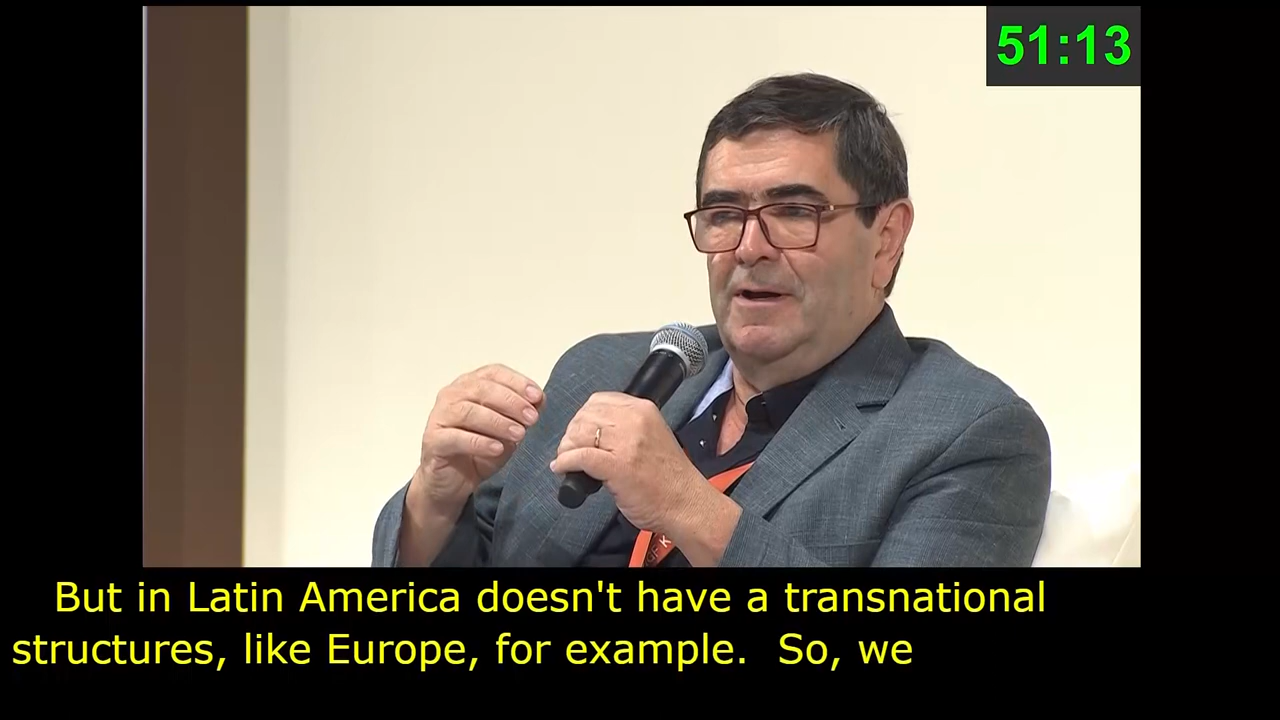 51:13
But in Latin America doesn't have a transnational
structures, like Europe, for example.  So, we